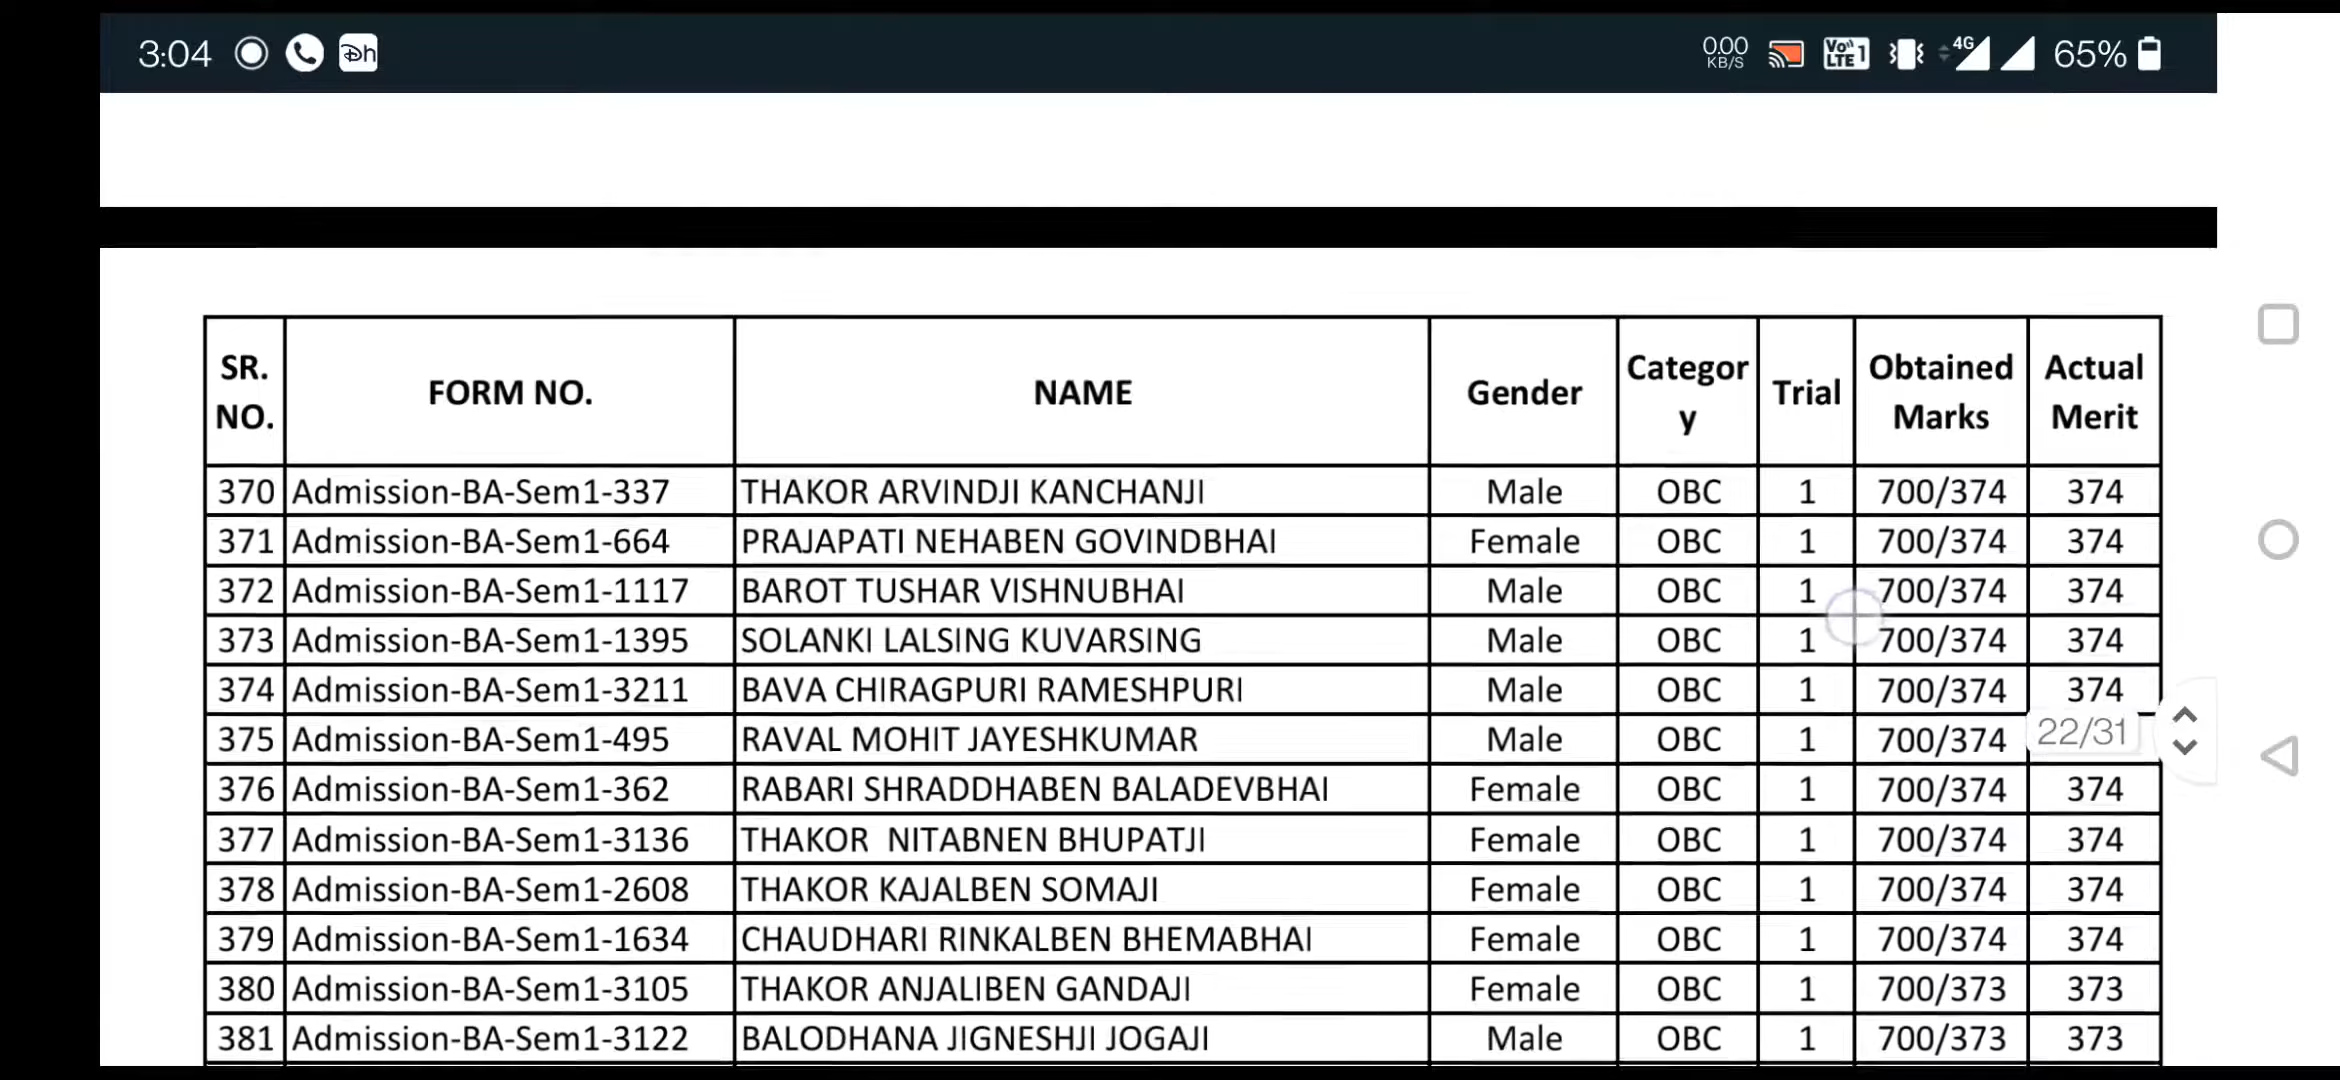 3:04 Dh 0.00 KB/S Vo)) LTE 1 4G 65%
SR. NO. FORM NO. NAME Gender Category Trial Obtained Marks Actual Merit
370 Admission-BA-Sem1-337 THAKOR ARVINDJI KANCHANJI Male OBC 1 700/374 374
371 Admission-BA-Sem1-664 PRAJAPATI NEHABEN GOVINDBHAI Female OBC 1 700/374 374
372 Admission-BA-Sem1-1117 BAROT TUSHAR VISHNUBHAI Male OBC 1 700/374 374
373 Admission-BA-Sem1-1395 SOLANKI LALSING KUVARSING Male OBC 1 700/374 374
374 Admission-BA-Sem1-3211 BAVA CHIRAGPURI RAMESHPURI Male OBC 1 700/374 374
375 Admission-BA-Sem1-495 RAVAL MOHIT JAYESHKUMAR Male OBC 1 700/374 22/31
376 Admission-BA-Sem1-362 RABARI SHRADDHABEN BALADEVBHAI Female OBC 1 700/374 374
377 Admission-BA-Sem1-3136 THAKOR NITABNEN BHUPATJI Female OBC 1 700/374 374
378 Admission-BA-Sem1-2608 THAKOR KAJALBEN SOMAJI Female OBC 1 700/374 374
379 Admission-BA-Sem1-1634 CHAUDHARI RINKALBEN BHEMABHAI Female OBC 1 700/374 374
380 Admission-BA-Sem1-3105 THAKOR ANJALIBEN GANDAJI Female OBC 1 700/373 373
381 Admission-BA-Sem1-3122 BALODHANA JIGNESHJI JOGAJI Male OBC 1 700/373 373